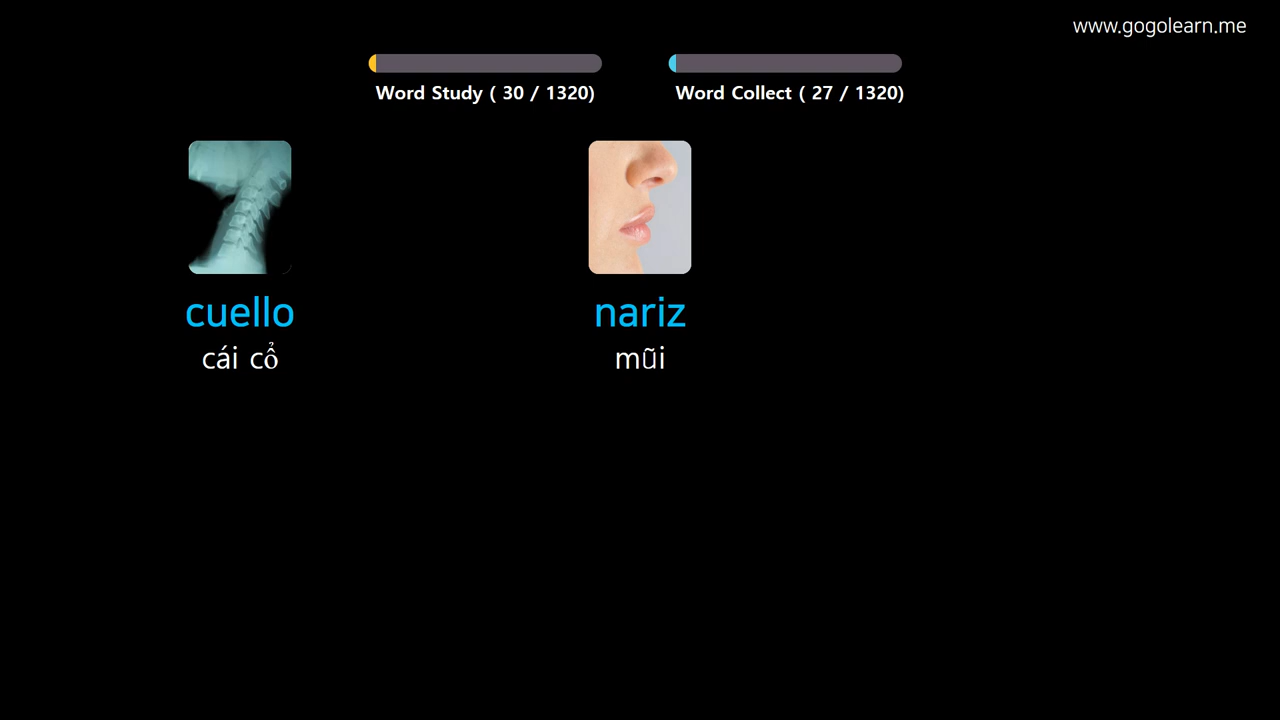 www.gogolearn.me
Word Study ( 30 / 1320)
Word Collect ( 27 / 1320)
cuello
cái cổ
nariz
mũi